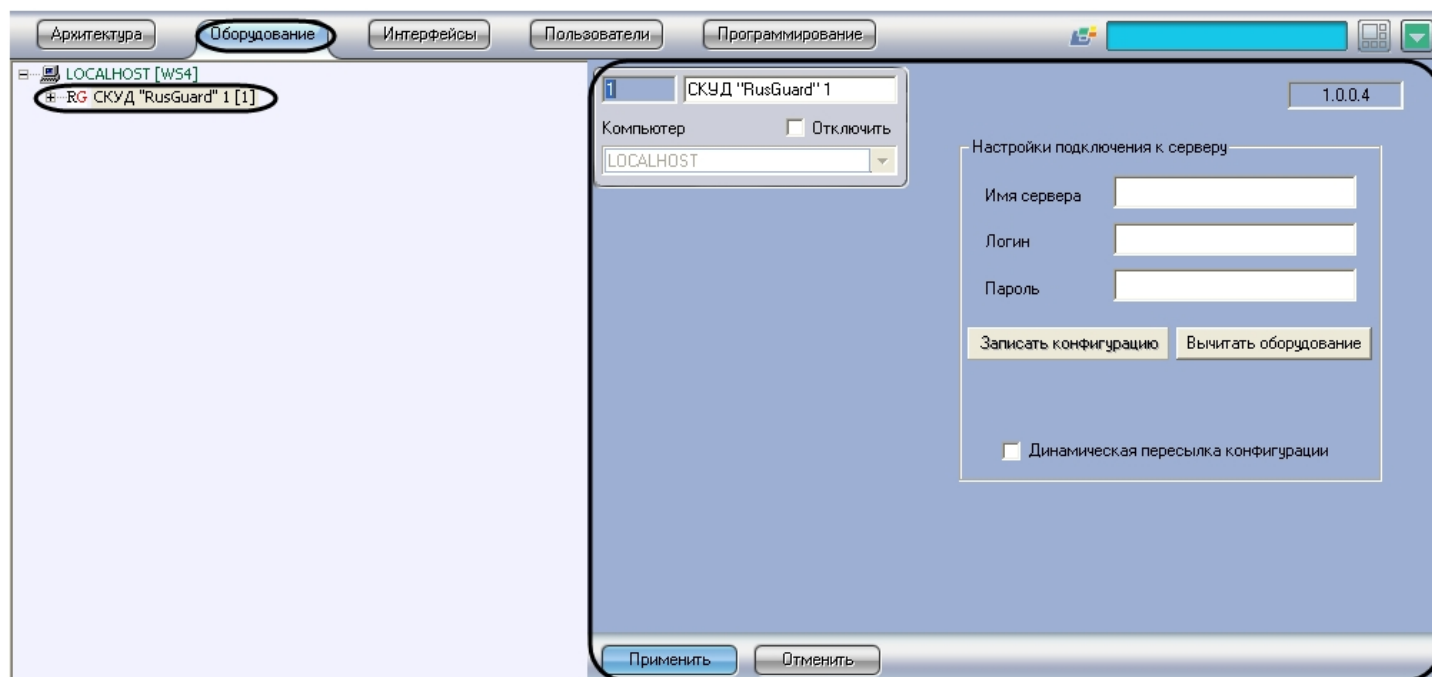 Архитектура Оборудование Интерфейсы Пользователи Программирование
LOCALHOST [WS4]
RG СКУД "RusGuard" 1 [1]
1 СКУД "RusGuard" 1
1.0.0.4
Компьютер Отключить
LOCALHOST
Настройки подключения к серверу
Имя сервера
Логин
Пароль
Записать конфигурацию Вычитать оборудование
Динамическая пересылка конфигурации
Применить Отменить